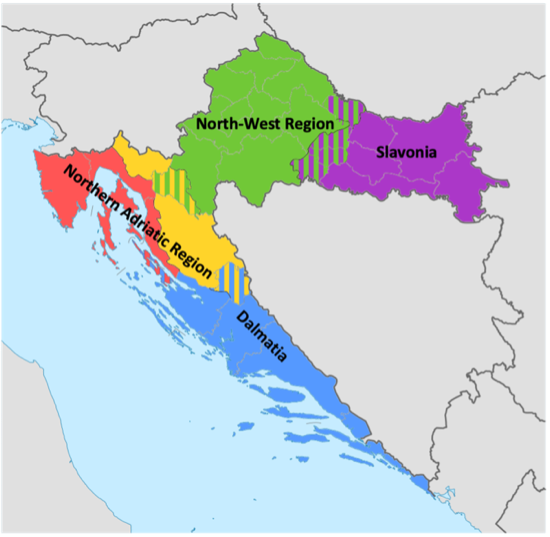 North-West Region
Slavonia
Northern Adriatic Region
Dalmatia